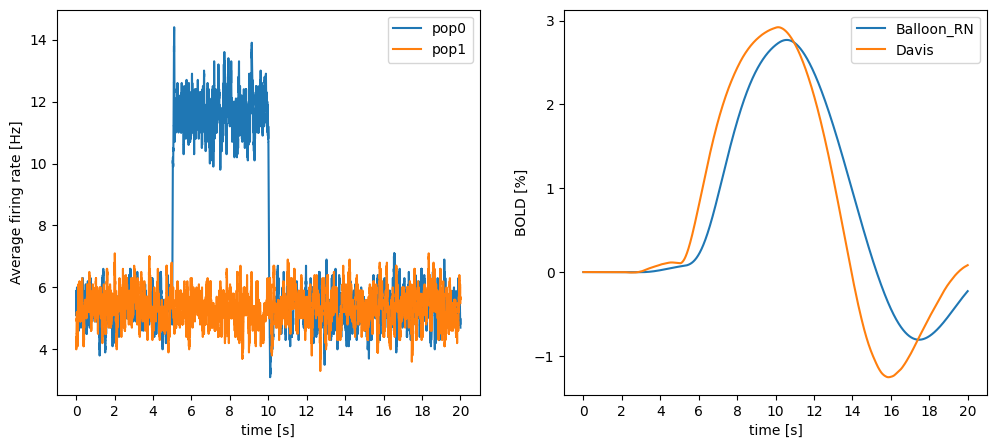 pop0
pop1
Average firing rate [Hz]
14
12
10
8
6
4
0 2 4 6 8 10 12 14 16 18 20
time [s]
Balloon_RN
Davis
BOLD [%]
3
2
1
0
−1
0 2 4 6 8 10 12 14 16 18 20
time [s]